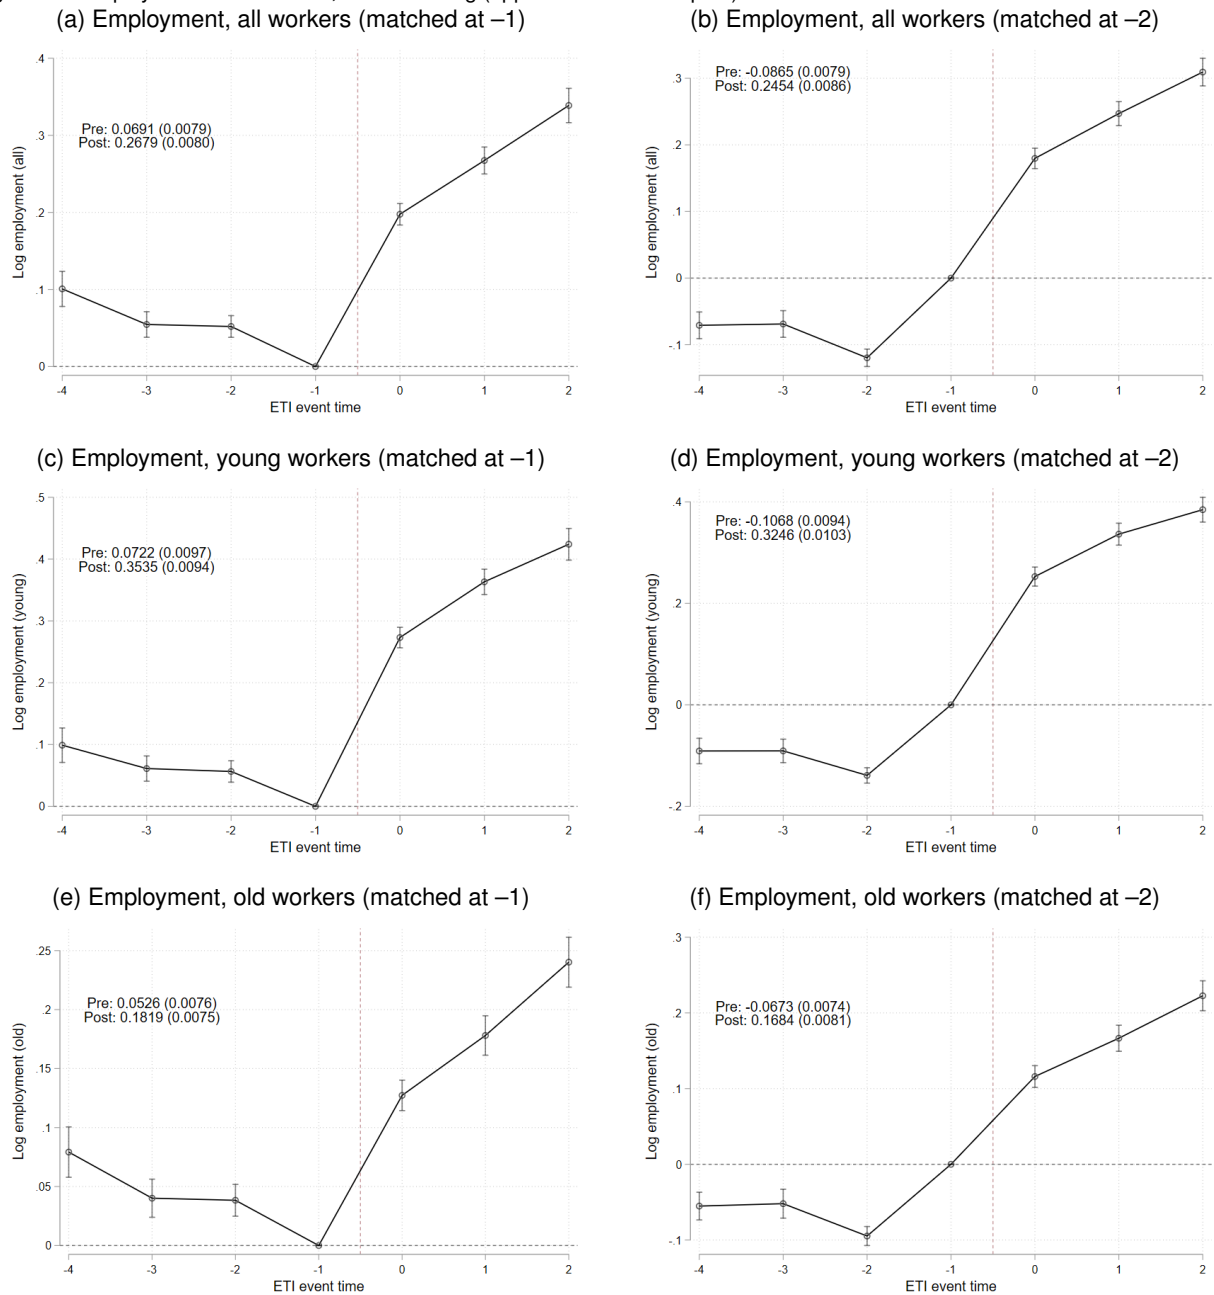 (a) Employment, all workers (matched at –1)
(b) Employment, all workers (matched at –2)
Pre: 0.0691 (0.0079)
Post: 0.2679 (0.0080)
Log employment (all)
.4
.3
.2
.1
0
-4 -3 -2 -1 0 1 2
ETI event time
Pre: -0.0865 (0.0079)
Post: 0.2454 (0.0086)
Log employment (all)
.3
.2
.1
0
-.1
-4 -3 -2 -1 0 1 2
ETI event time
(c) Employment, young workers (matched at –1)
(d) Employment, young workers (matched at –2)
Pre: 0.0722 (0.0097)
Post: 0.3535 (0.0094)
Log employment (young)
.5
.4
.3
.2
.1
0
-4 -3 -2 -1 0 1 2
ETI event time
Pre: -0.1068 (0.0094)
Post: 0.3246 (0.0103)
Log employment (young)
.4
.2
0
-.2
-4 -3 -2 -1 0 1 2
ETI event time
(e) Employment, old workers (matched at –1)
(f) Employment, old workers (matched at –2)
Pre: 0.0526 (0.0076)
Post: 0.1819 (0.0075)
Log employment (old)
.25
.2
.15
.1
.05
0
-4 -3 -2 -1 0 1 2
ETI event time
Pre: -0.0673 (0.0074)
Post: 0.1684 (0.0081)
Log employment (old)
.3
.2
.1
0
-.1
-4 -3 -2 -1 0 1 2
ETI event time